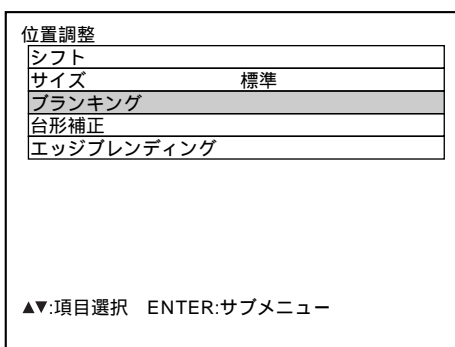 位置調整
シフト
サイズ 標準
ブランキング
台形補正
エッジブレンディング
▲▼:項目選択 ENTER:サブメニュー